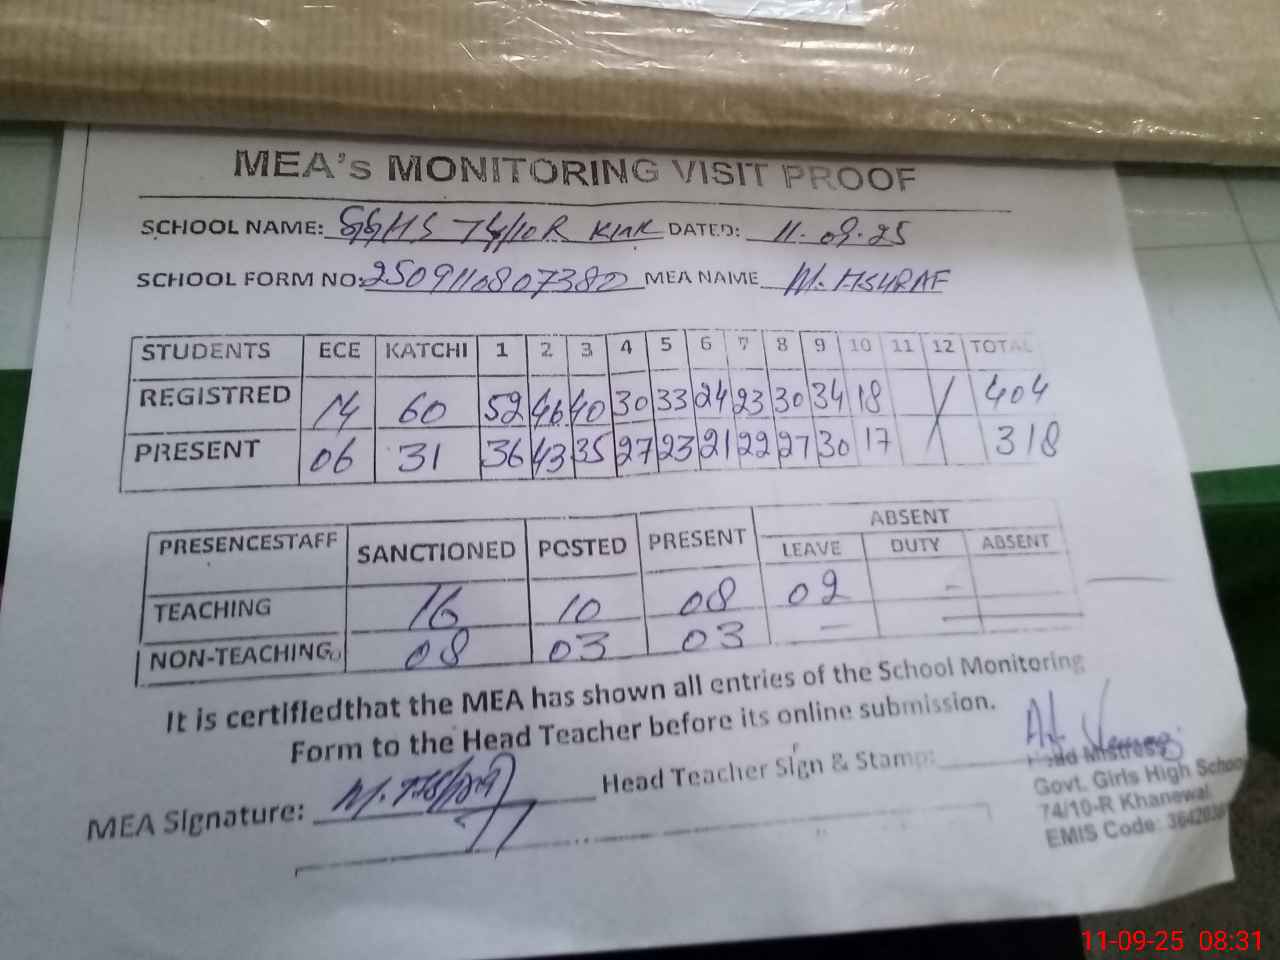 MEA's MONITORING VISIT PROOF
SCHOOL NAME: GGHS 74/10R KWL DATED: 11.09.25
SCHOOL FORM NO: 2509110807380 MEA NAME M. ASHRAF
STUDENTS ECE KATCHI 1 2 3 4 5 6 7 8 9 10 11 12 TOTAL
REGISTRED 14 60 52 46 40 30 33 24 23 30 34 18 / 404
PRESENT 06 31 36 43 35 27 23 21 22 27 30 17 / 318
ABSENT
PRESENCESTAFF SANCTIONED POSTED PRESENT LEAVE DUTY ABSENT
TEACHING 16 10 08 02 -
NON-TEACHING 08 03 03 -
It is certifiedthat the MEA has shown all entries of the School Monitoring
Form to the Head Teacher before its online submission.
MEA Signature: M. Ashraf Head Teacher Sign & Stamp:
Head Mistress
Govt. Girls High School
74/10-R Khanewal
EMIS Code:
11-09-25 08:31